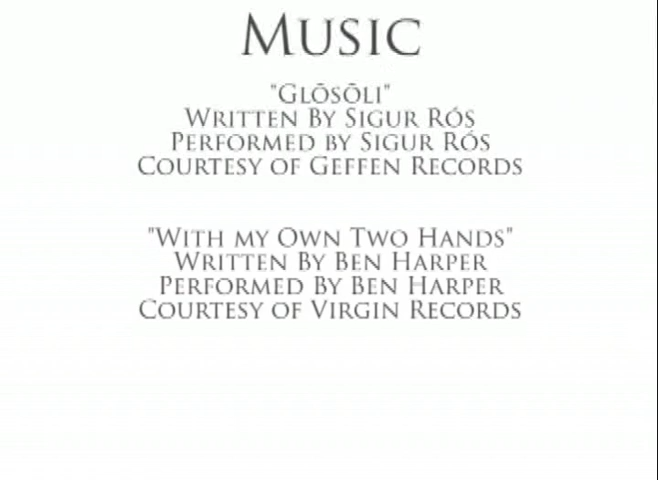 MUSIC
"GLŌSŌLI"
WRITTEN BY SIGUR RÓS
PERFORMED BY SIGUR RÓS
COURTESY OF GEFFEN RECORDS
"WITH MY OWN TWO HANDS"
WRITTEN BY BEN HARPER
PERFORMED BY BEN HARPER
COURTESY OF VIRGIN RECORDS